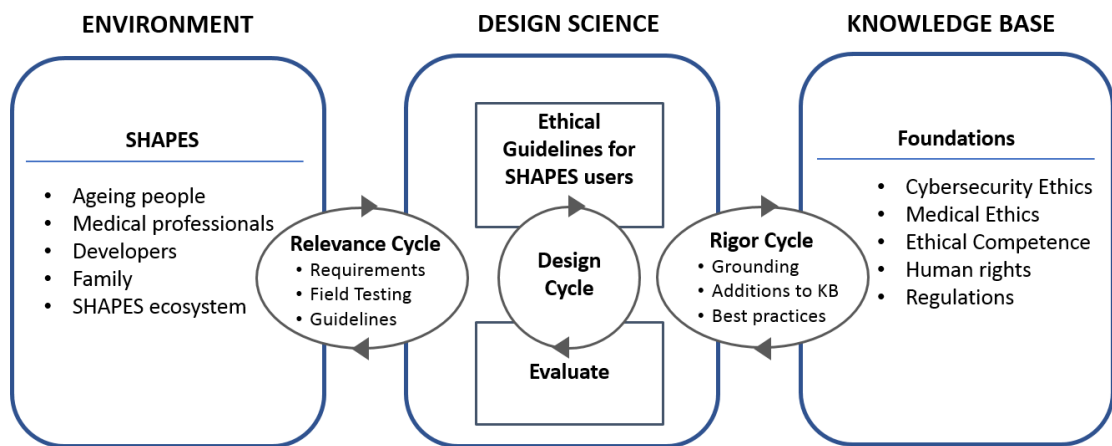 ENVIRONMENT
DESIGN SCIENCE
KNOWLEDGE BASE
SHAPES
• Ageing people
• Medical professionals
• Developers
• Family
• SHAPES ecosystem
Relevance Cycle
• Requirements
• Field Testing
• Guidelines
Ethical
Guidelines for
SHAPES users
Design
Cycle
Evaluate
Rigor Cycle
• Grounding
• Additions to KB
• Best practices
Foundations
• Cybersecurity Ethics
• Medical Ethics
• Ethical Competence
• Human rights
• Regulations